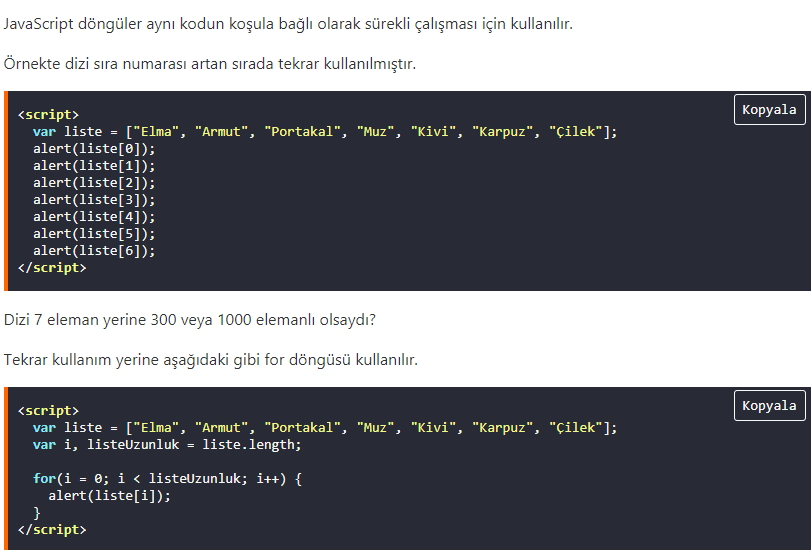 JavaScript döngüler aynı kodun koşula bağlı olarak sürekli çalışması için kullanılır.
Örnekte dizi sıra numarası artan sırada tekrar kullanılmıştır.
Kopyala
<script>
  var liste = ["Elma", "Armut", "Portakal", "Muz", "Kivi", "Karpuz", "Çilek"];
  alert(liste[0]);
  alert(liste[1]);
  alert(liste[2]);
  alert(liste[3]);
  alert(liste[4]);
  alert(liste[5]);
  alert(liste[6]);
</script>
Dizi 7 eleman yerine 300 veya 1000 elemanlı olsaydı?
Tekrar kullanım yerine aşağıdaki gibi for döngüsü kullanılır.
Kopyala
<script>
  var liste = ["Elma", "Armut", "Portakal", "Muz", "Kivi", "Karpuz", "Çilek"];
  var i, listeUzunluk = liste.length;
  for(i = 0; i < listeUzunluk; i++) {
    alert(liste[i]);
  }
</script>